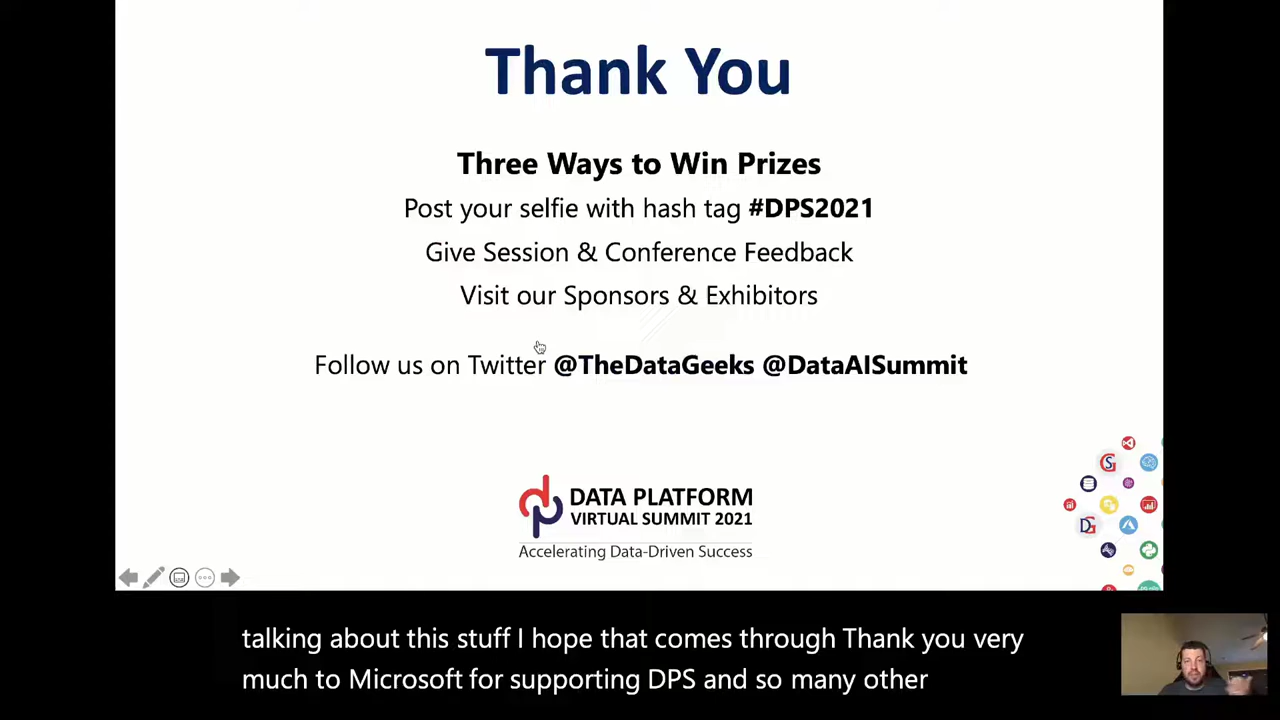 Thank You
Three Ways to Win Prizes
Post your selfie with hash tag #DPS2021
Give Session & Conference Feedback
Visit our Sponsors & Exhibitors
Follow us on Twitter @TheDataGeeks @DataAISummit
dp
DATA PLATFORM
VIRTUAL SUMMIT 2021
Accelerating Data-Driven Success
talking about this stuff I hope that comes through Thank you very
much to Microsoft for supporting DPS and so many other